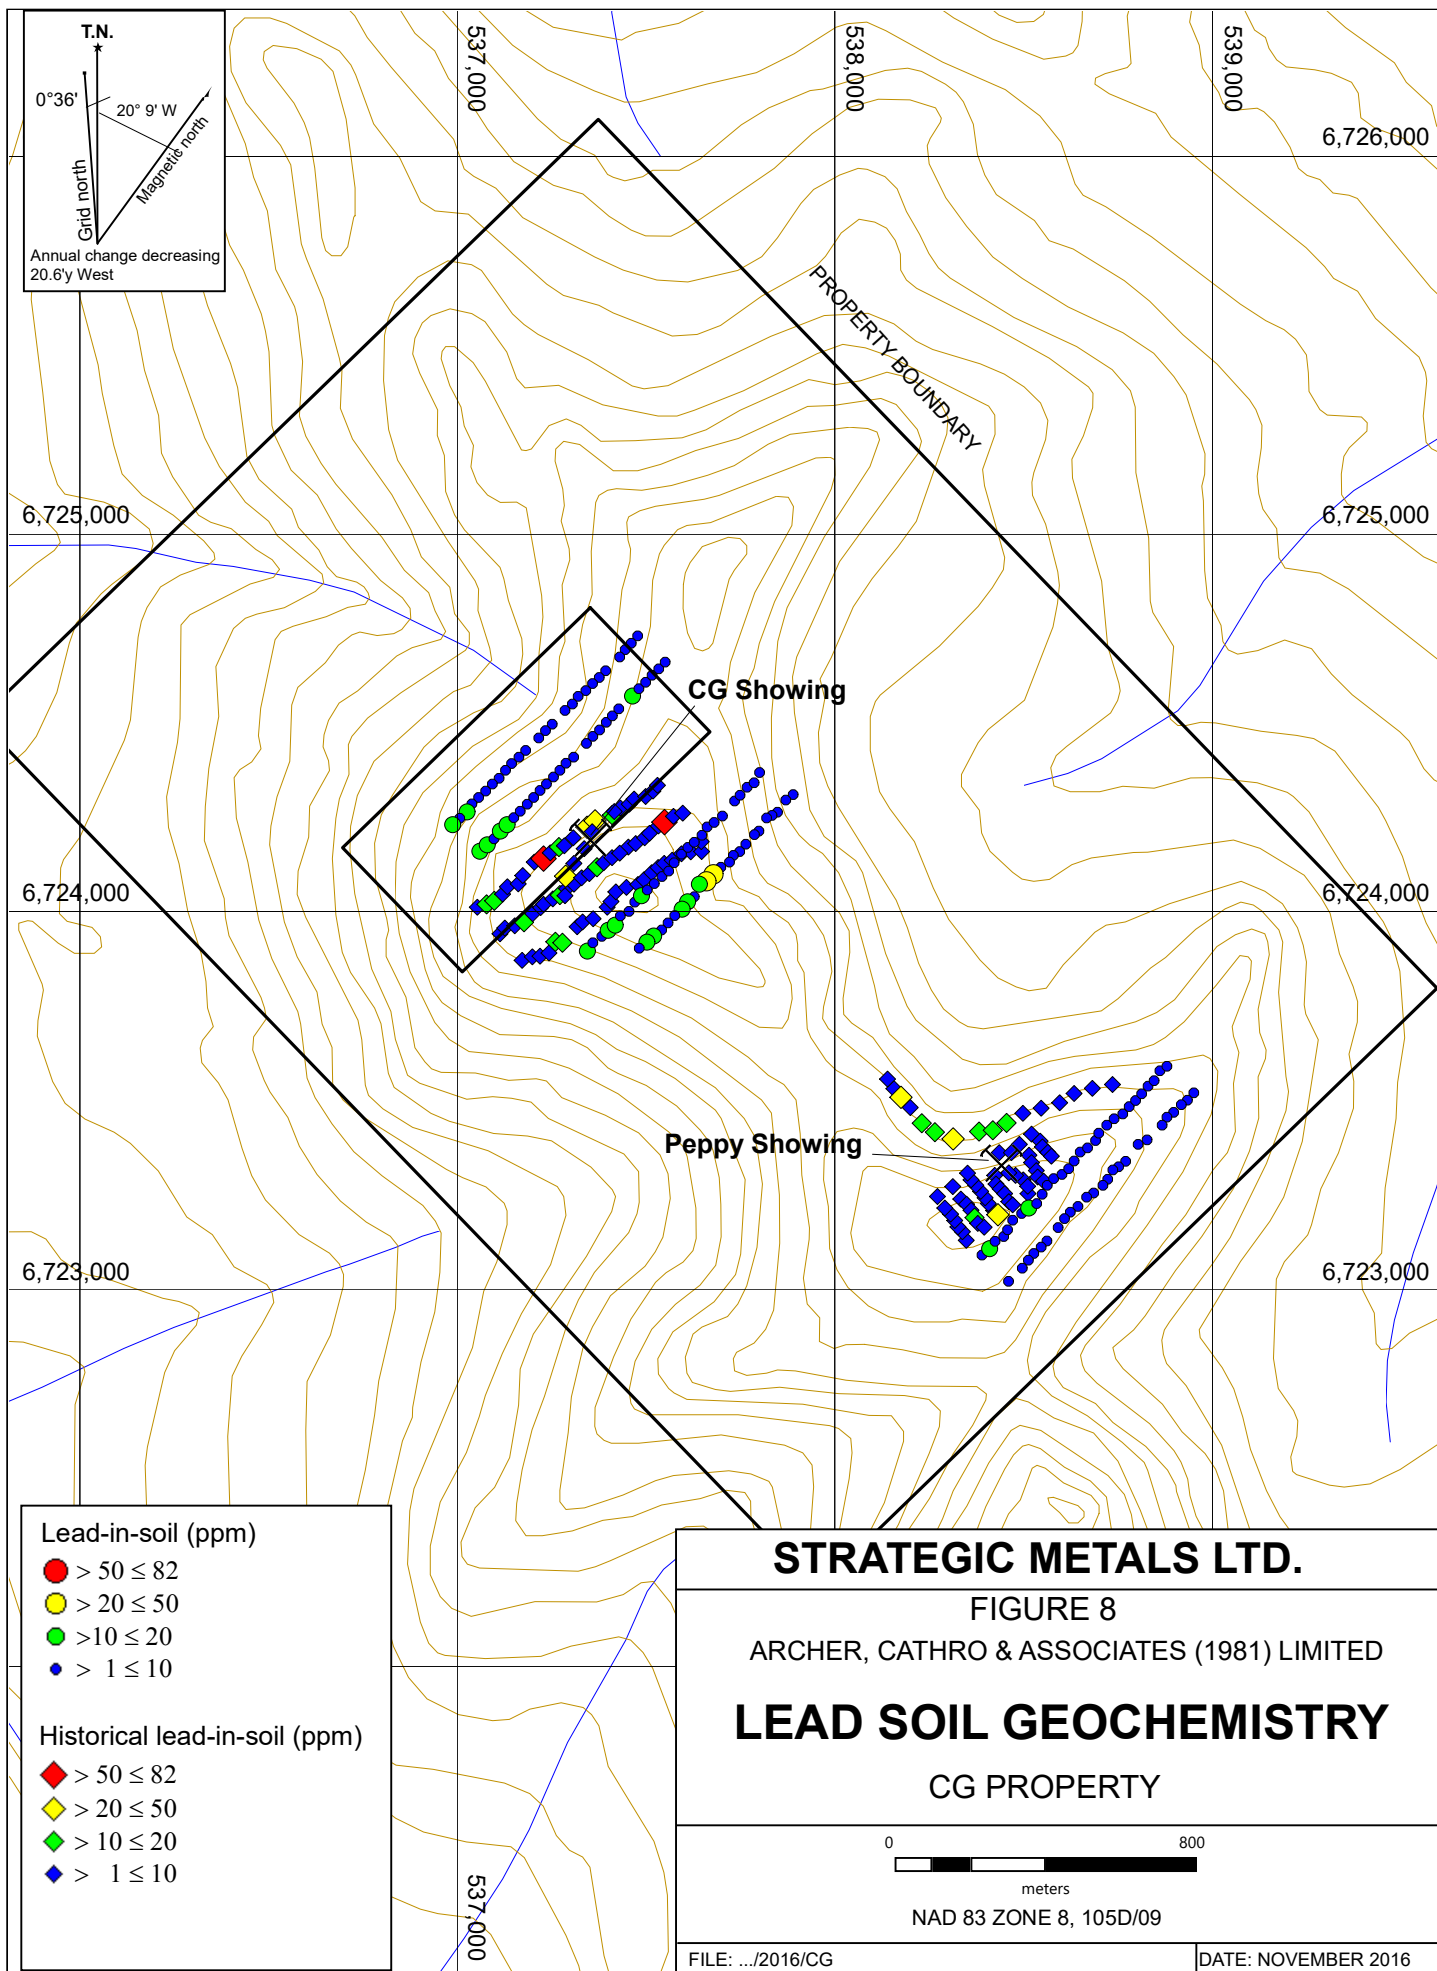 T.N.
0°36'
20° 9' W
Grid north
Magnetic north
Annual change decreasing
20.6'y West
537,000
538,000
539,000
6,726,000
PROPERTY BOUNDARY
6,725,000
6,725,000
CG Showing
6,724,000
6,724,000
Peppy Showing
6,723,000
6,723,000
Lead-in-soil (ppm)
> 50 ≤ 82
> 20 ≤ 50
>10 ≤ 20
> 1 ≤ 10
Historical lead-in-soil (ppm)
> 50 ≤ 82
> 20 ≤ 50
> 10 ≤ 20
> 1 ≤ 10
537,000
STRATEGIC METALS LTD.
FIGURE 8
ARCHER, CATHRO & ASSOCIATES (1981) LIMITED
LEAD SOIL GEOCHEMISTRY
CG PROPERTY
0 800
meters
NAD 83 ZONE 8, 105D/09
FILE: .../2016/CG
DATE: NOVEMBER 2016